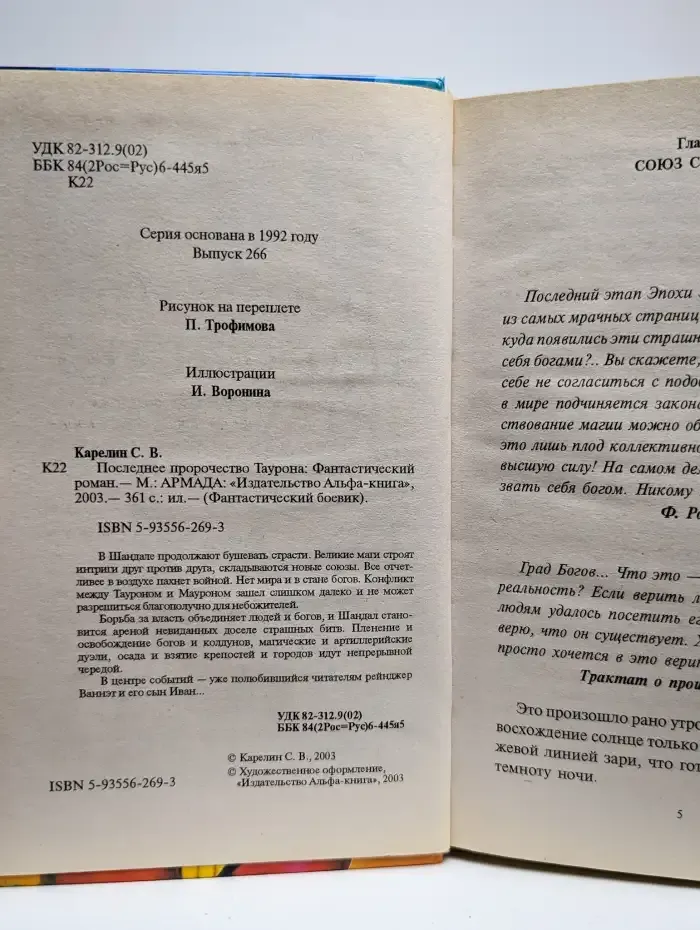 УДК 82-312.9(02)
ББК 84(2Рос=Рус)6-445я5
К22
Серия основана в 1992 году
Выпуск 266
Рисунок на переплете
П. Трофимова
Иллюстрации
И. Воронина
Карелин С. В.
К22 Последнее пророчество Таурона: Фантастический
роман.— М.: АРМАДА: «Издательство Альфа-книга»,
2003.— 361 с.: ил.— (Фантастический боевик).
ISBN 5-93556-269-3
В Шандале продолжают бушевать страсти. Великие маги строят
интриги друг против друга, складываются новые союзы. Все отчет-
ливее в воздухе пахнет войной. Нет мира и в стане богов. Конфликт
между Тауроном и Мауроном зашел слишком далеко и не может
разрешиться благополучно для небожителей.
Борьба за власть объединяет людей и богов, и Шандал стано-
вится ареной невиданных доселе страшных битв. Пленение и
освобождение богов и колдунов, магические и артиллерийские
дуэли, осада и взятие крепостей и городов идут непрерывной
чередой.
В центре событий — уже полюбившийся читателям рейнджер
Ваннэт и его сын Иван...
УДК 82-312.9(02)
ББК 84(2Рос=Рус)6-445я5
© Карелин С. В., 2003
© Художественное оформление,
«Издательство Альфа-книга», 2003
ISBN 5-93556-269-3
Гла
СОЮЗ С
Последний этап Эпохи
из самых мрачных страниц
куда появились эти страшн
себя богами?.. Вы скажете,
себе не согласиться с подо
в мире подчиняется закона
ствование магии можно об
это лишь плод коллективно
высшую силу! На самом де
звать себя богом. Никому
Ф. Ро
Град Богов... Что это —
реальность? Если верить л
людям удалось посетить ег
верю, что он существует. Х
просто хочется в это вери
Трактат о прои
Это произошло рано утро
восхождение солнце только
жевой линией зари, что гот
темноту ночи.
5